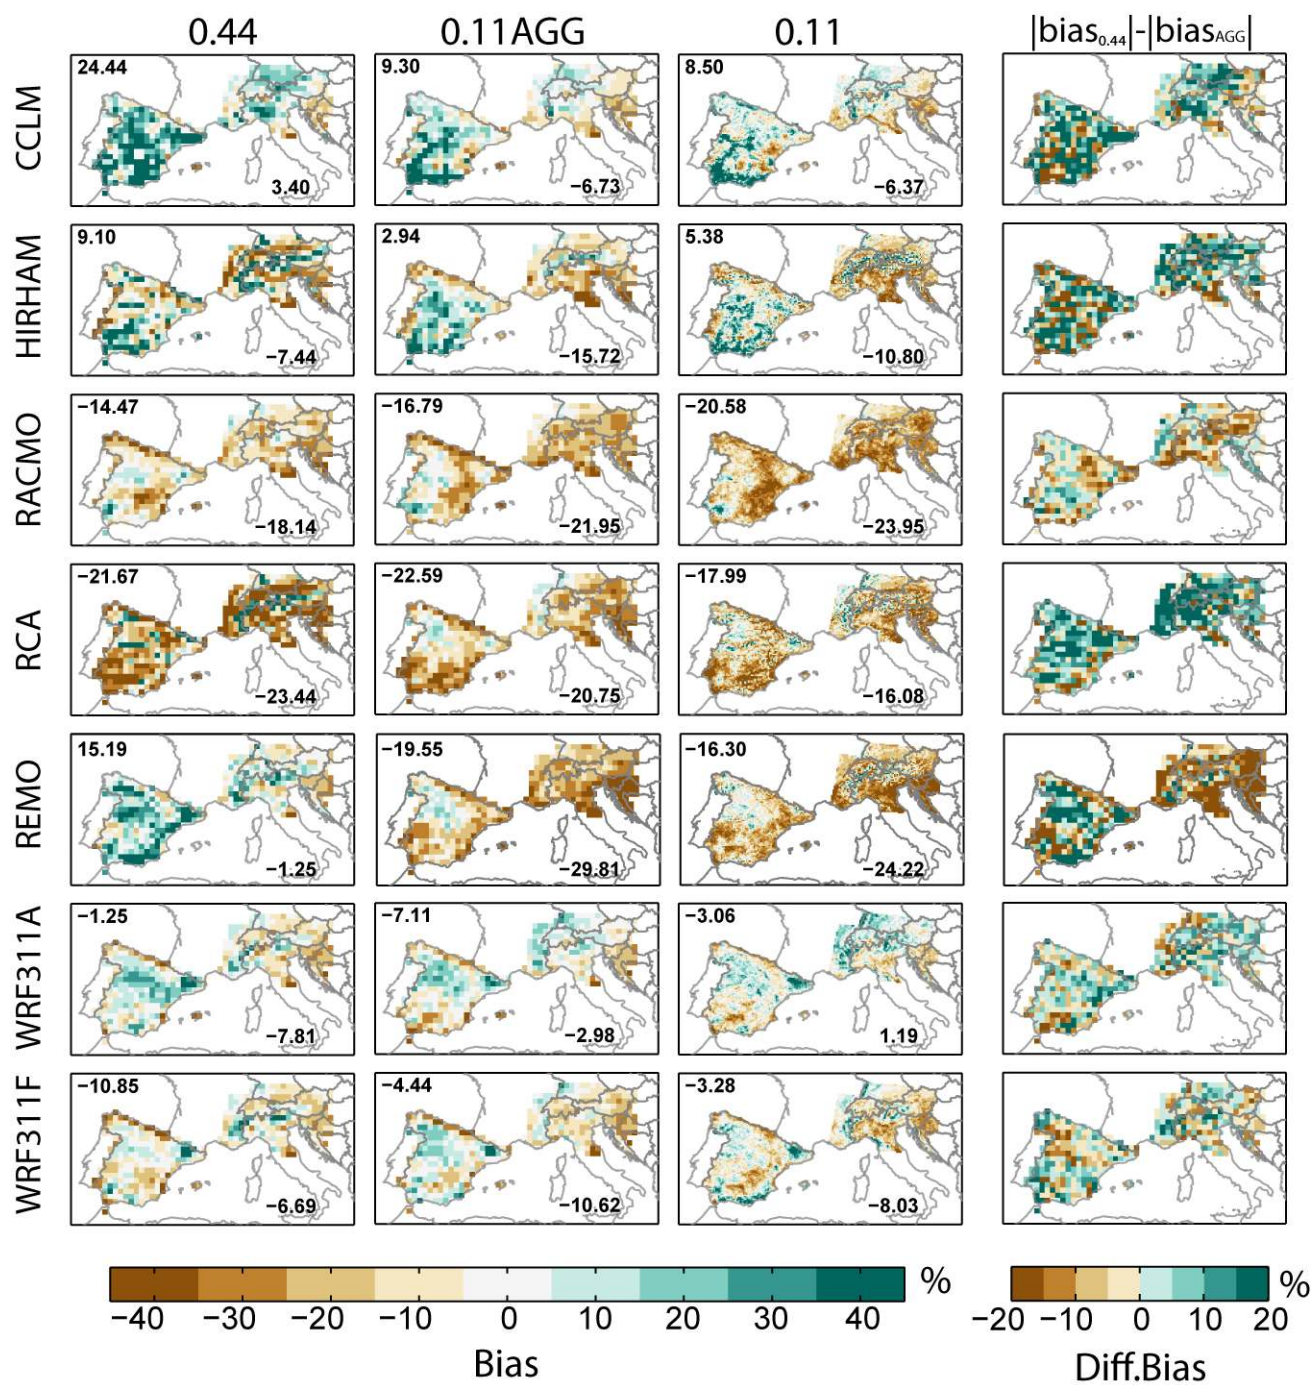 0.44 0.11AGG 0.11 |bias0.44|-|biasAGG|
CCLM
24.44 3.40
9.30 −6.73
8.50 −6.37
HIRHAM
9.10 −7.44
2.94 −15.72
5.38 −10.80
RACMO
−14.47 −18.14
−16.79 −21.95
−20.58 −23.95
RCA
−21.67 −23.44
−22.59 −20.75
−17.99 −16.08
REMO
15.19 −1.25
−19.55 −29.81
−16.30 −24.22
WRF311A
−1.25 −7.81
−7.11 −2.98
−3.06 1.19
WRF311F
−10.85 −6.69
−4.44 −10.62
−3.28 −8.03
%
−40 −30 −20 −10 0 10 20 30 40
Bias
%
−20 −10 0 10 20
Diff.Bias